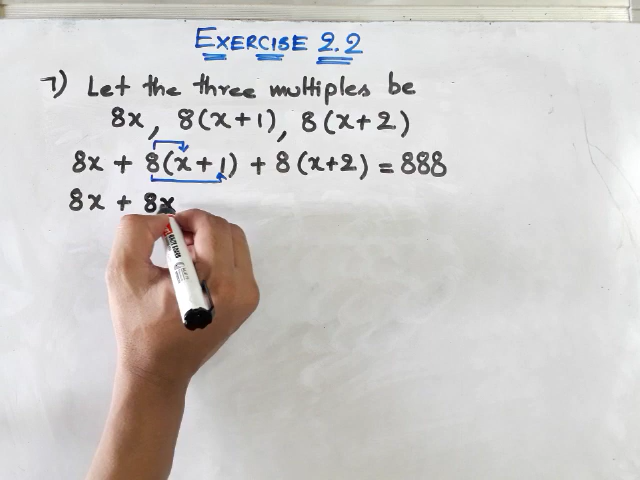 EXERCISE 2.2
7) Let the three multiples be
8x, 8(x+1), 8(x+2)
8x + 8(x+1) + 8(x+2) = 888
8x + 8x